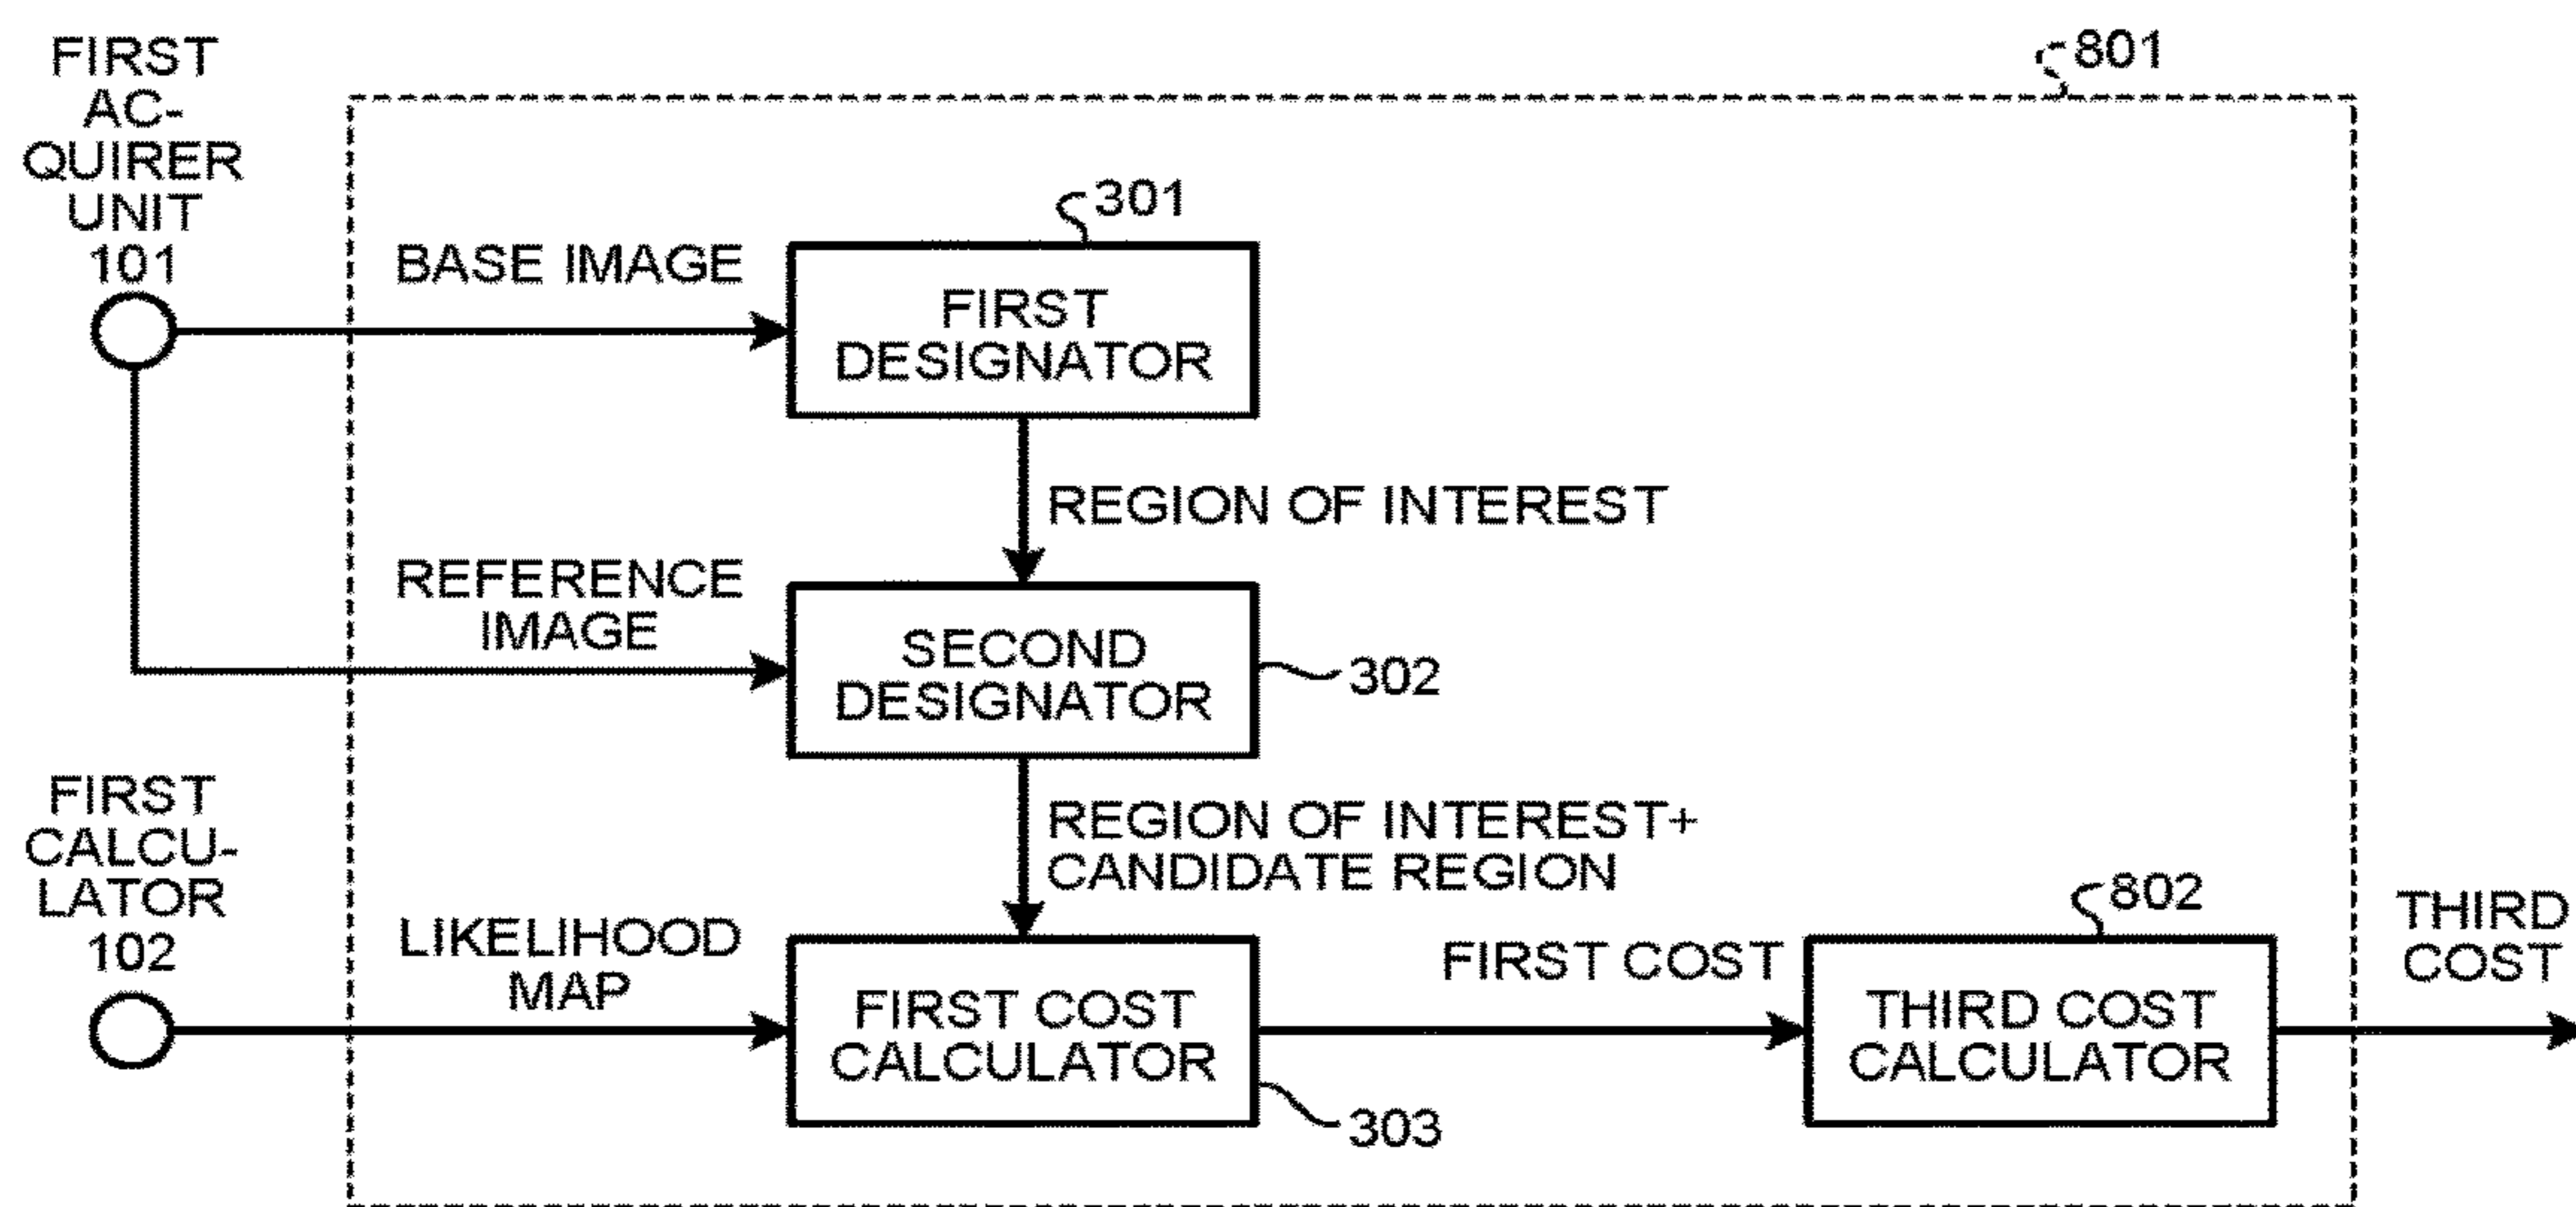 FIRST
AC-
QUIRER
UNIT
101
801
BASE IMAGE
301
FIRST
DESIGNATOR
REGION OF INTEREST
REFERENCE
IMAGE
SECOND
DESIGNATOR
302
FIRST
CALCU-
LATOR
102
REGION OF INTEREST+
CANDIDATE REGION
LIKELIHOOD
MAP
FIRST COST
CALCULATOR
303
FIRST COST
802
THIRD COST
CALCULATOR
THIRD
COST